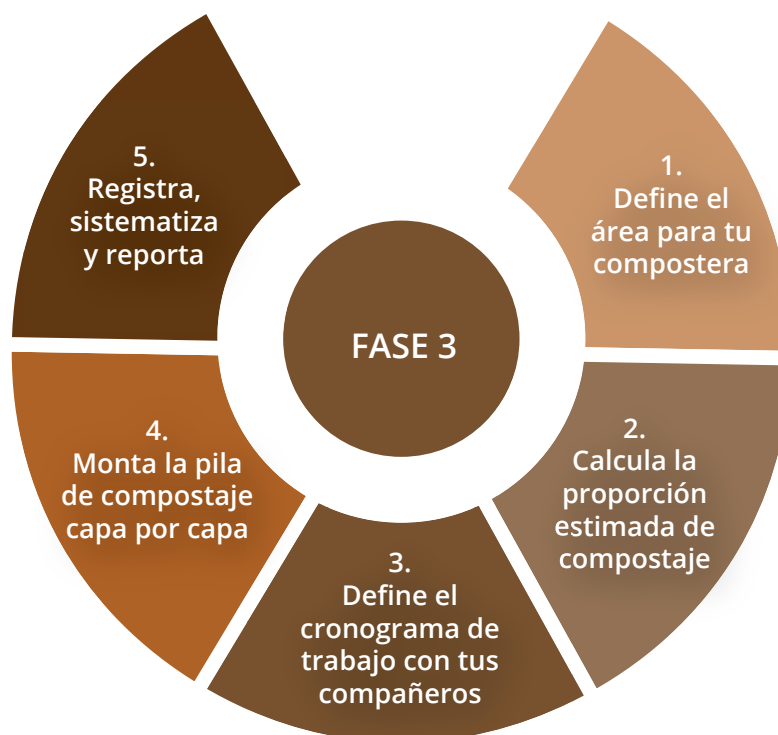 FASE 3
1.
Define el
área para tu
compostera
2.
Calcula la
proporción
estimada de
compostaje
3.
Define el
cronograma de
trabajo con tus
compañeros
4.
Monta la pila
de compostaje
capa por capa
5.
Registra,
sistematiza
y reporta